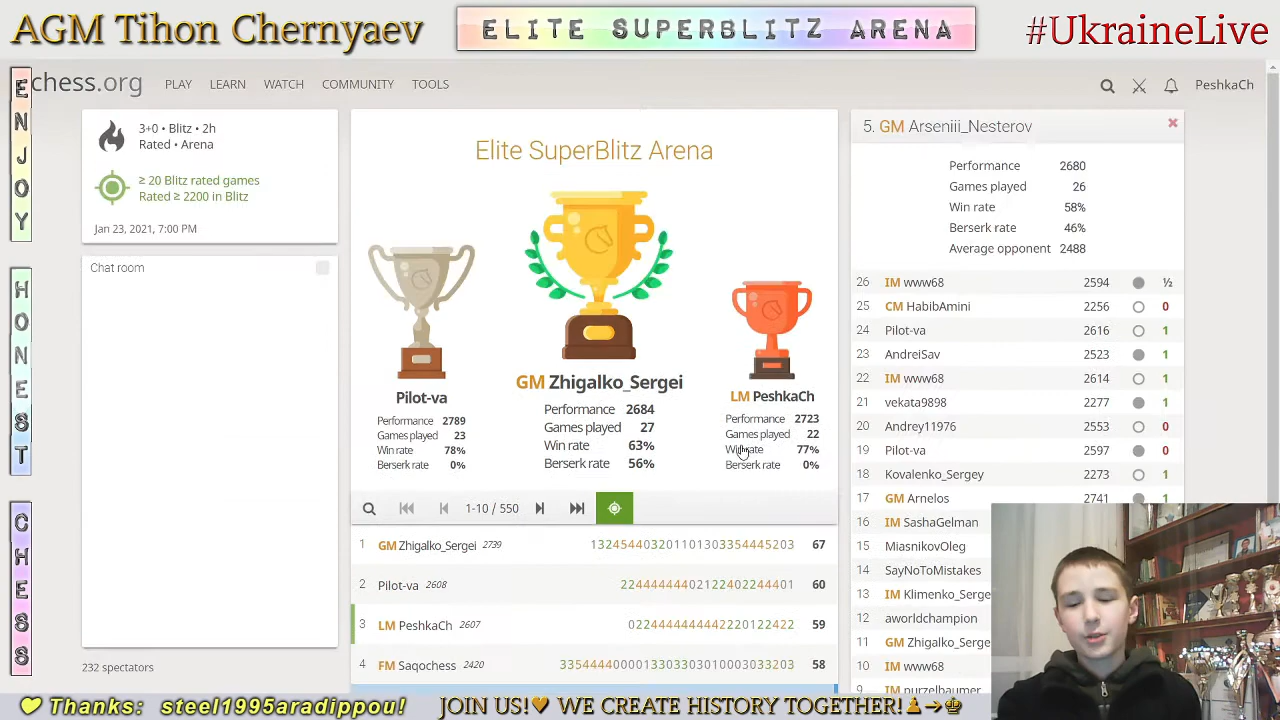 AGM Tihon Chernyaev
ELITE SUPERBLITZ ARENA
#UkraineLive
ENJOY
HONEST
CHESS
chess.org
PLAY LEARN WATCH COMMUNITY TOOLS
PeshkaCh
3+0 • Blitz • 2h
Rated • Arena
≥ 20 Blitz rated games
Rated ≥ 2200 in Blitz
Jan 23, 2021, 7:00 PM
Chat room
232 spectators
Elite SuperBlitz Arena
Pilot-va
Performance 2789
Games played 23
Win rate 78%
Berserk rate 0%
GM Zhigalko_Sergei
Performance 2684
Games played 27
Win rate 63%
Berserk rate 56%
LM PeshkaCh
Performance 2723
Games played 22
Win rate 77%
Berserk rate 0%
1-10 / 550
1 GM Zhigalko_Sergei 2739 132454403201101303354445203 67
2 Pilot-va 2608 22444444402122402244401 60
3 LM PeshkaCh 2607 0224444444442220122422 59
4 FM Saqochess 2420 3354444000013303303010003033203 58
5. GM Arseniii_Nesterov
Performance 2680
Games played 26
Win rate 58%
Berserk rate 46%
Average opponent 2488
26 IM www68 2594 ½
25 CM HabibAmini 2256 0
24 Pilot-va 2616 1
23 AndreiSav 2523 1
22 IM www68 2614 1
21 vekata9898 2277 1
20 Andrey11976 2553 0
19 Pilot-va 2597 0
18 Kovalenko_Sergey 2273 1
17 GM Arnelos 2741 1
16 IM SashaGelman
15 MiasnikovOleg
14 SayNoToMistakes
13 IM Klimenko_Serge
12 aworldchampion
11 GM Zhigalko_Serge
10 IM www68
9 IM purzelbaumer
Thanks: steel1995aradippou!
JOIN US! WE CREATE HISTORY TOGETHER!